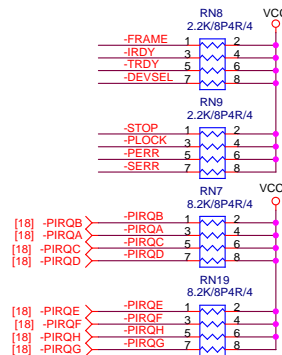 RN8 VCC
2.2K/8P4R/4
-FRAME 1 2
-IRDY 3 4
-TRDY 5 6
-DEVSEL 7 8
RN9
2.2K/8P4R/4
-STOP 1 2
-PLOCK 3 4
-PERR 5 6
-SERR 7 8
RN7 VCC
8.2K/8P4R/4
[18] -PIRQB -PIRQB 1 2
[18] -PIRQA -PIRQA 3 4
[18] -PIRQC -PIRQC 5 6
[18] -PIRQD -PIRQD 7 8
RN19
8.2K/8P4R/4
[18] -PIRQE -PIRQE 1 2
[18] -PIRQF -PIRQF 3 4
[18] -PIRQH -PIRQH 5 6
[18] -PIRQG -PIRQG 7 8